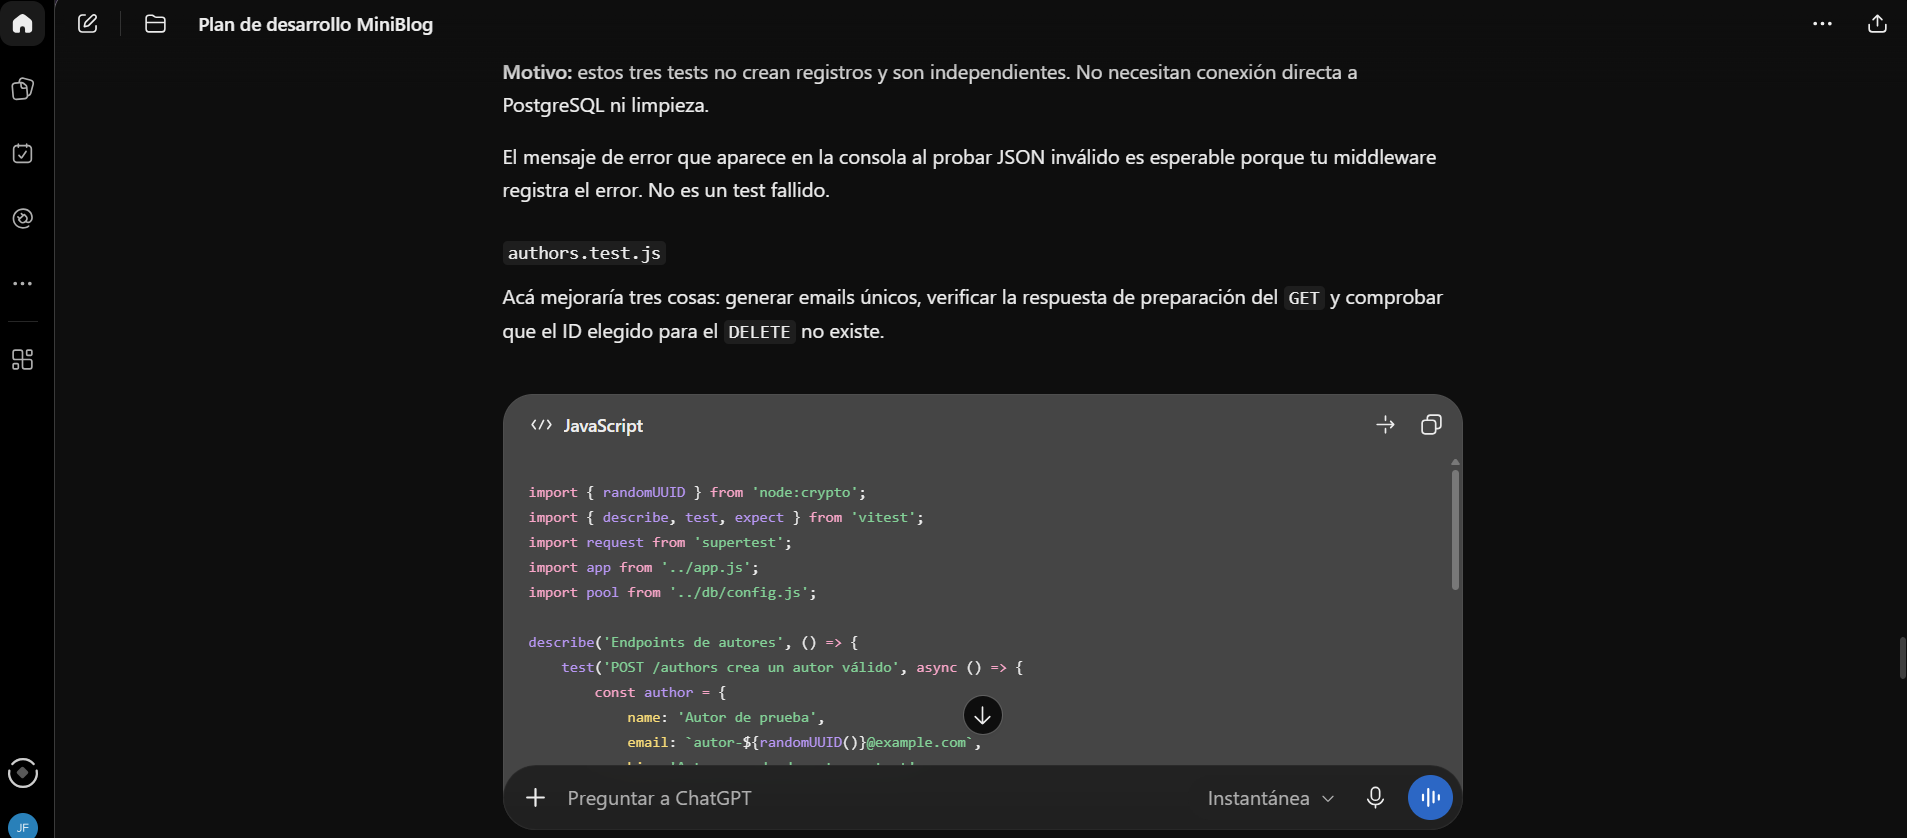 Plan de desarrollo MiniBlog
Motivo: estos tres tests no crean registros y son independientes. No necesitan conexión directa a
PostgreSQL ni limpieza.
El mensaje de error que aparece en la consola al probar JSON inválido es esperable porque tu middleware
registra el error. No es un test fallido.
authors.test.js
Acá mejoraría tres cosas: generar emails únicos, verificar la respuesta de preparación del GET y comprobar
que el ID elegido para el DELETE no existe.
JavaScript
import { randomUUID } from 'node:crypto';
import { describe, test, expect } from 'vitest';
import request from 'supertest';
import app from '../app.js';
import pool from '../db/config.js';
describe('Endpoints de autores', () => {
    test('POST /authors crea un autor válido', async () => {
        const author = {
            name: 'Autor de prueba',
            email: `autor-${randomUUID()}@example.com`,
Preguntar a ChatGPT
Instantánea
JF